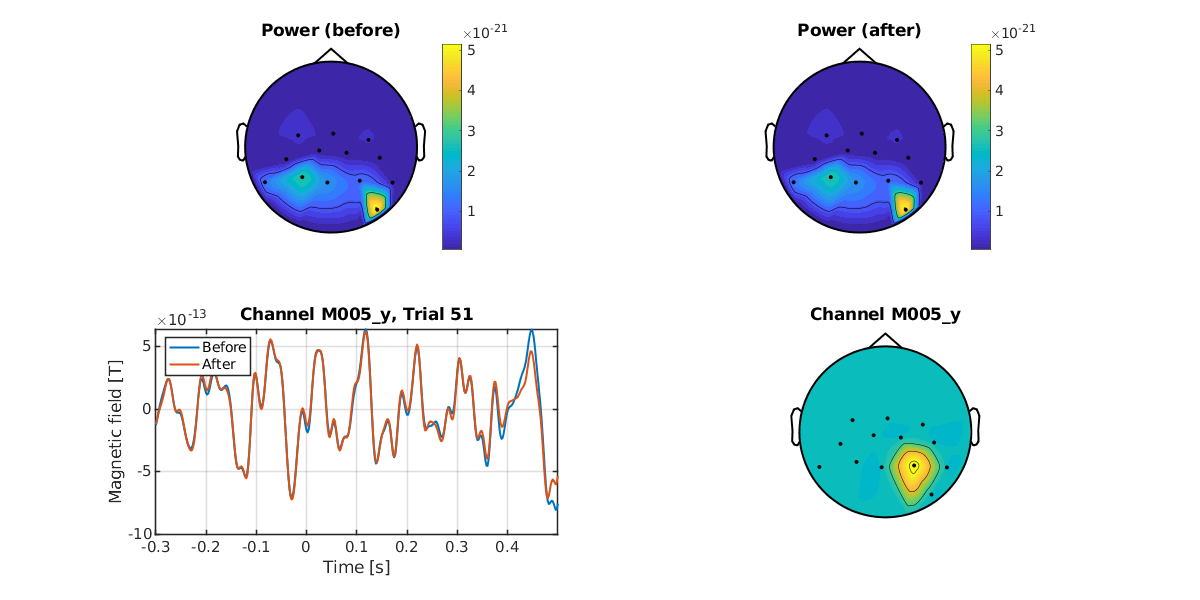 Power (before)
×10-21
5
4
3
2
1
Power (after)
×10-21
5
4
3
2
1
Channel M005_y, Trial 51
×10-13
Before
After
5
0
-5
-10
-0.3 -0.2 -0.1 0 0.1 0.2 0.3 0.4
Magnetic field [T]
Time [s]
Channel M005_y